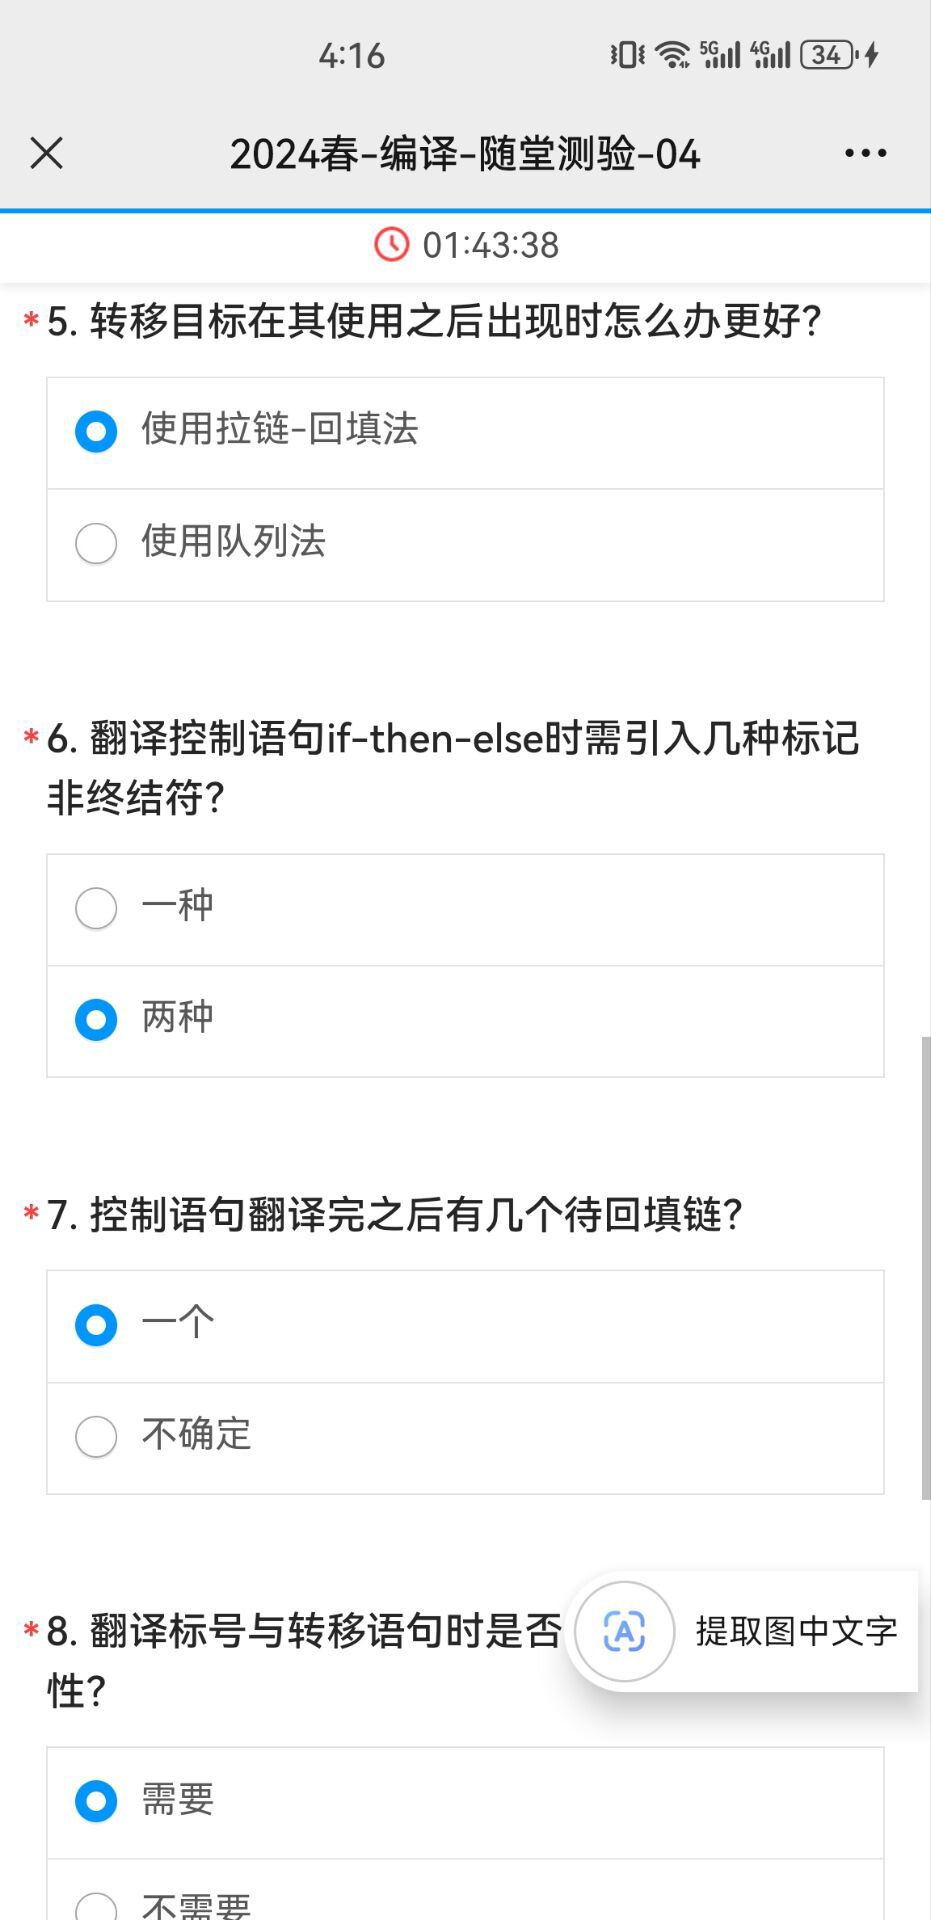 4:16
5G 4G 34
2024春-编译-随堂测验-04
01:43:38
*5. 转移目标在其使用之后出现时怎么办更好?
使用拉链-回填法
使用队列法
*6. 翻译控制语句if-then-else时需引入几种标记
非终结符?
一种
两种
*7. 控制语句翻译完之后有几个待回填链?
一个
不确定
*8. 翻译标号与转移语句时是否
A 提取图中文字
性?
需要
不需要